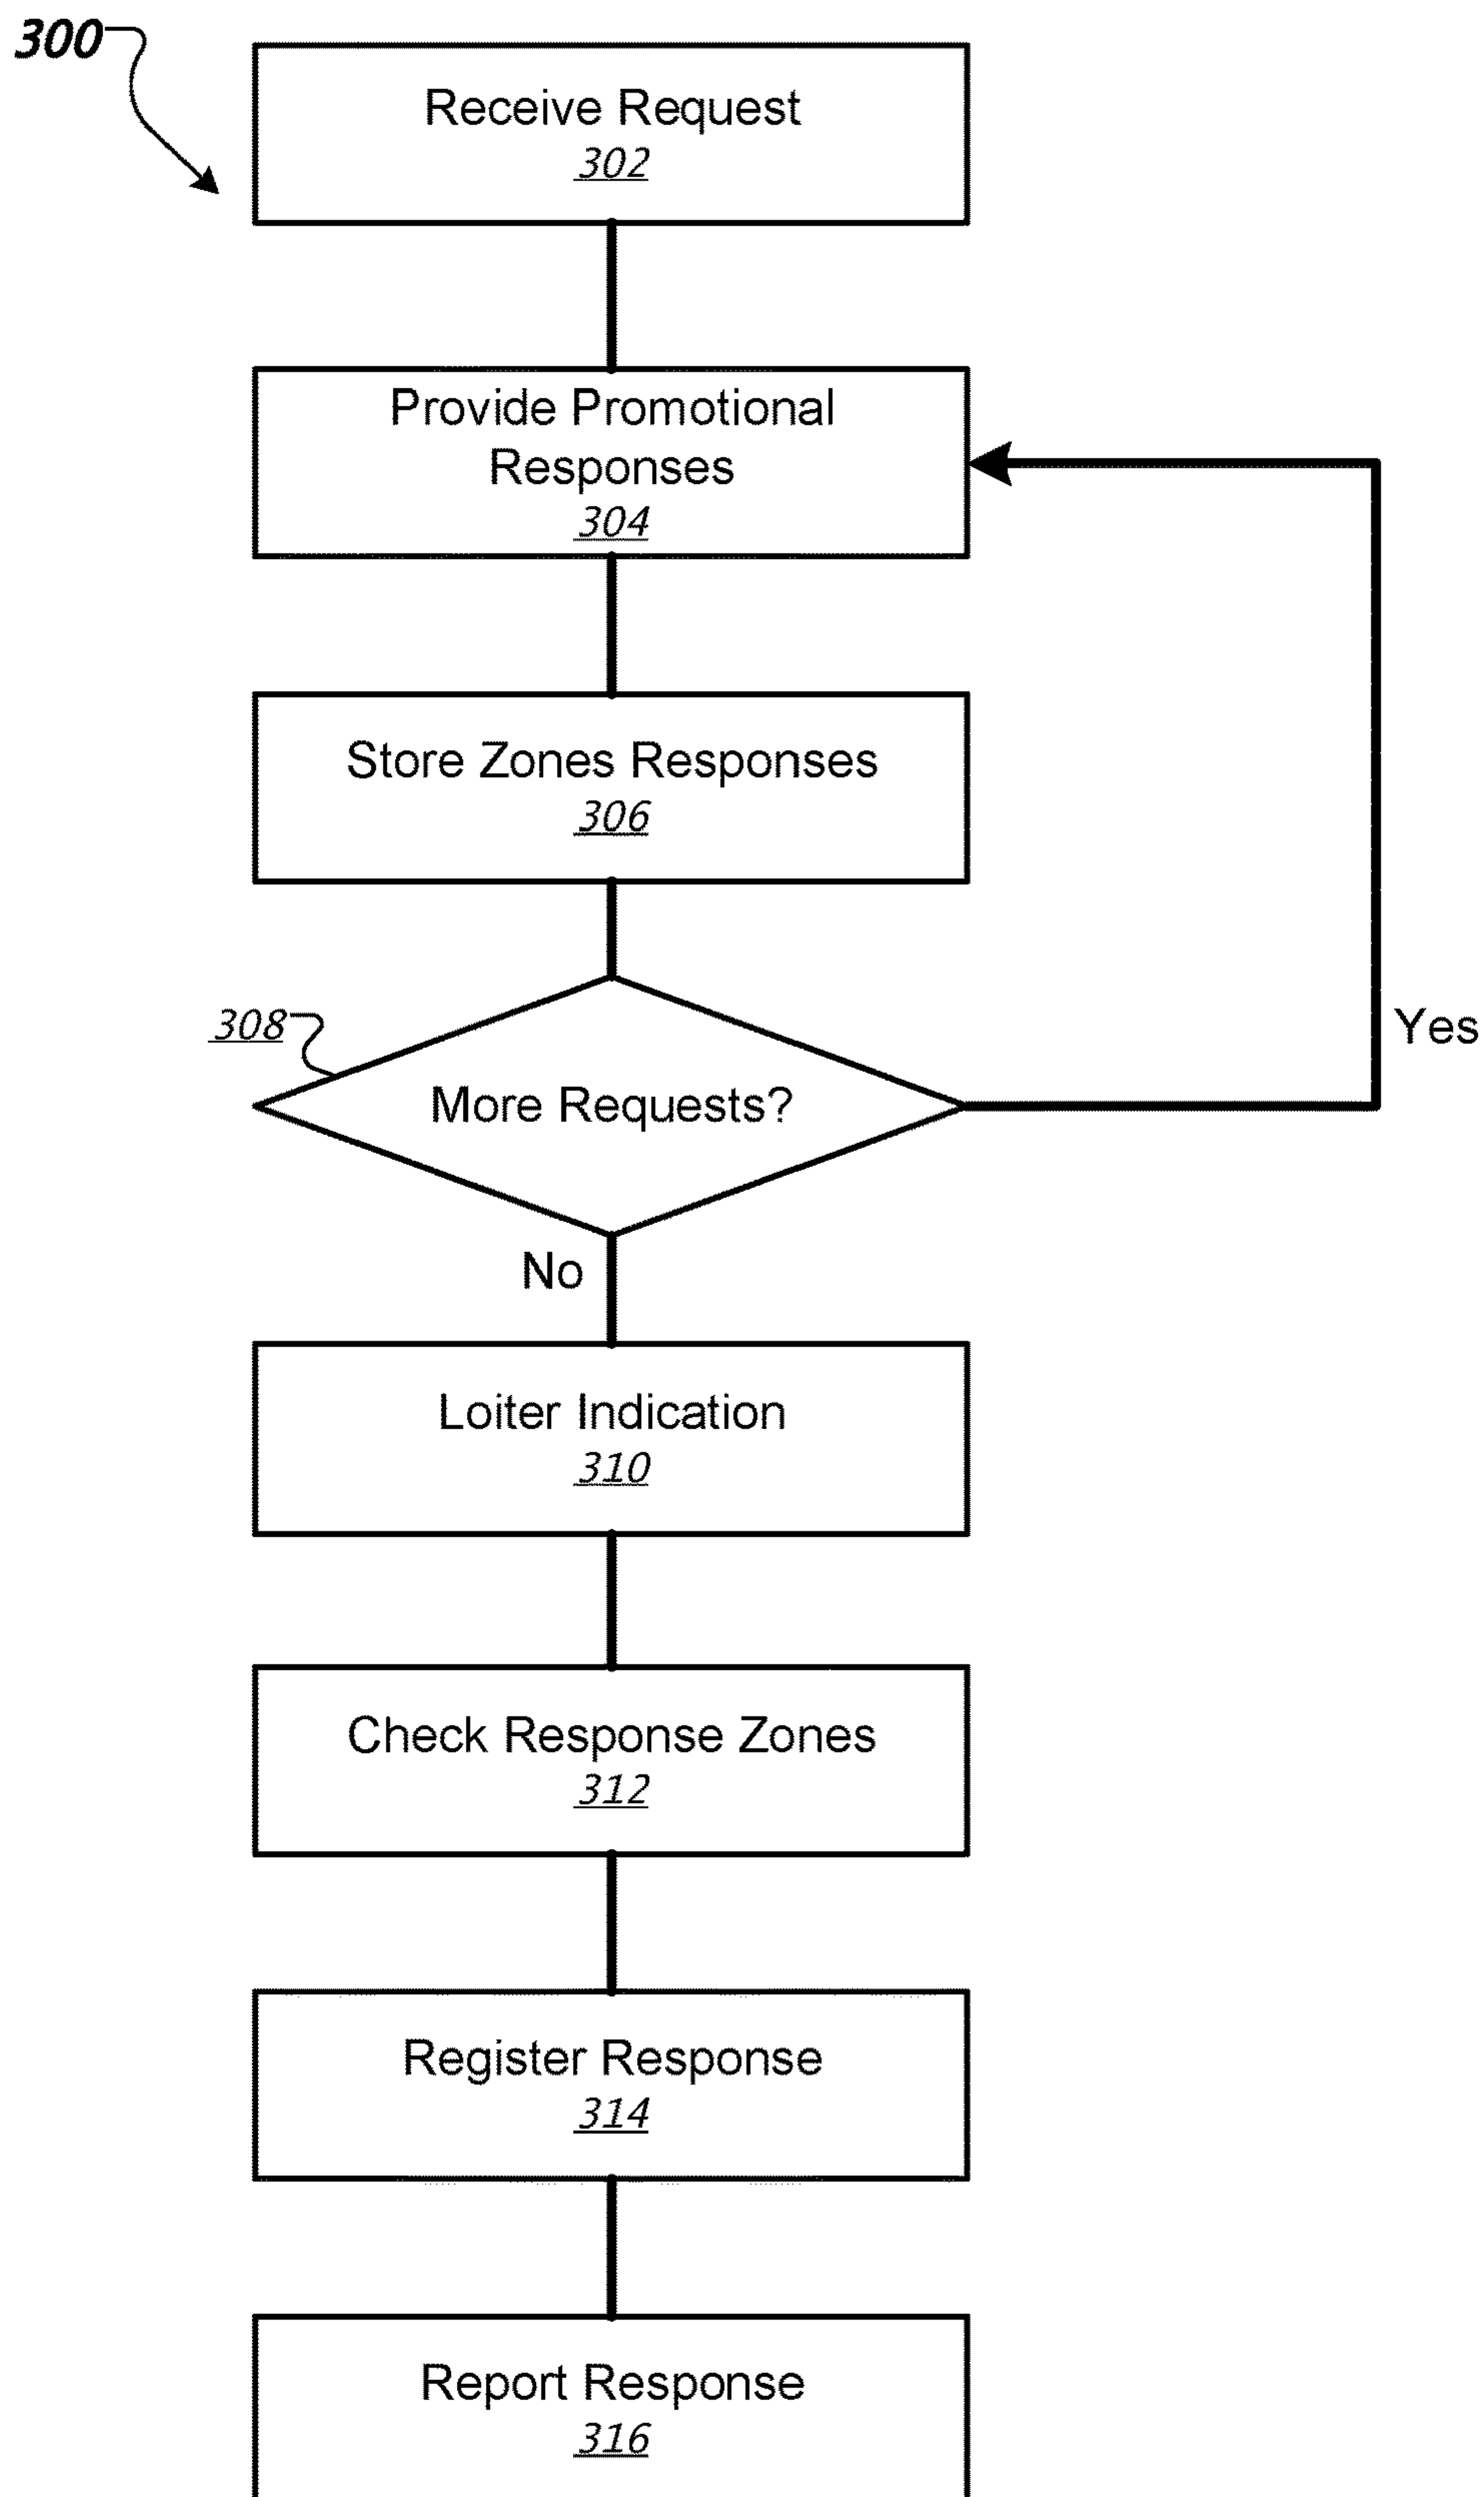 300
Receive Request
302
Provide Promotional
Responses
304
Store Zones Responses
306
308
Yes
More Requests?
No
Loiter Indication
310
Check Response Zones
312
Register Response
314
Report Response
316